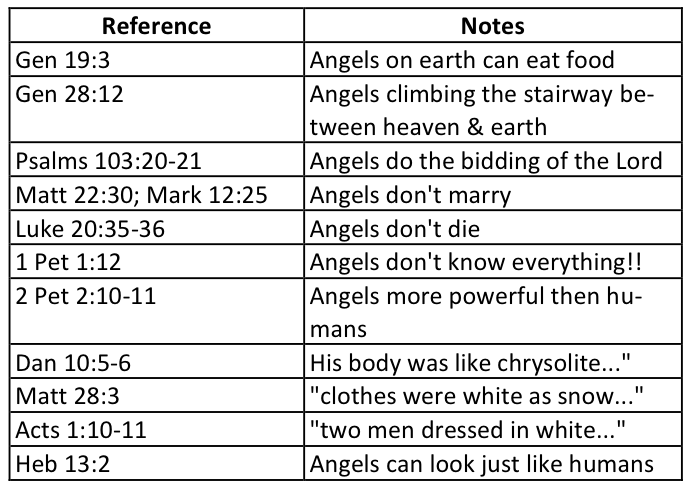 Reference Notes
Gen 19:3 Angels on earth can eat food
Gen 28:12 Angels climbing the stairway be-
tween heaven & earth
Psalms 103:20-21 Angels do the bidding of the Lord
Matt 22:30; Mark 12:25 Angels don't marry
Luke 20:35-36 Angels don't die
1 Pet 1:12 Angels don't know everything!!
2 Pet 2:10-11 Angels more powerful then hu-
mans
Dan 10:5-6 His body was like chrysolite..."
Matt 28:3 "clothes were white as snow..."
Acts 1:10-11 "two men dressed in white..."
Heb 13:2 Angels can look just like humans